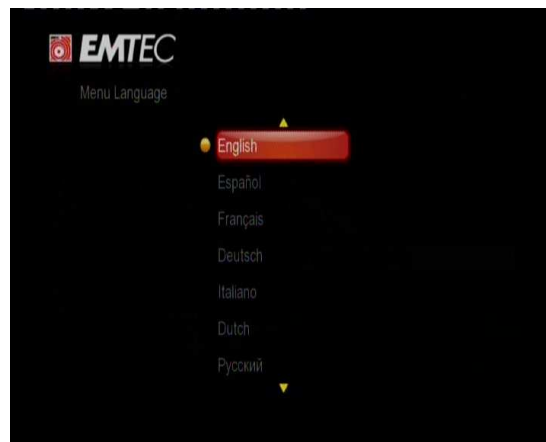 EMTEC
Menu Language
English
Español
Français
Deutsch
Italiano
Dutch
Русский